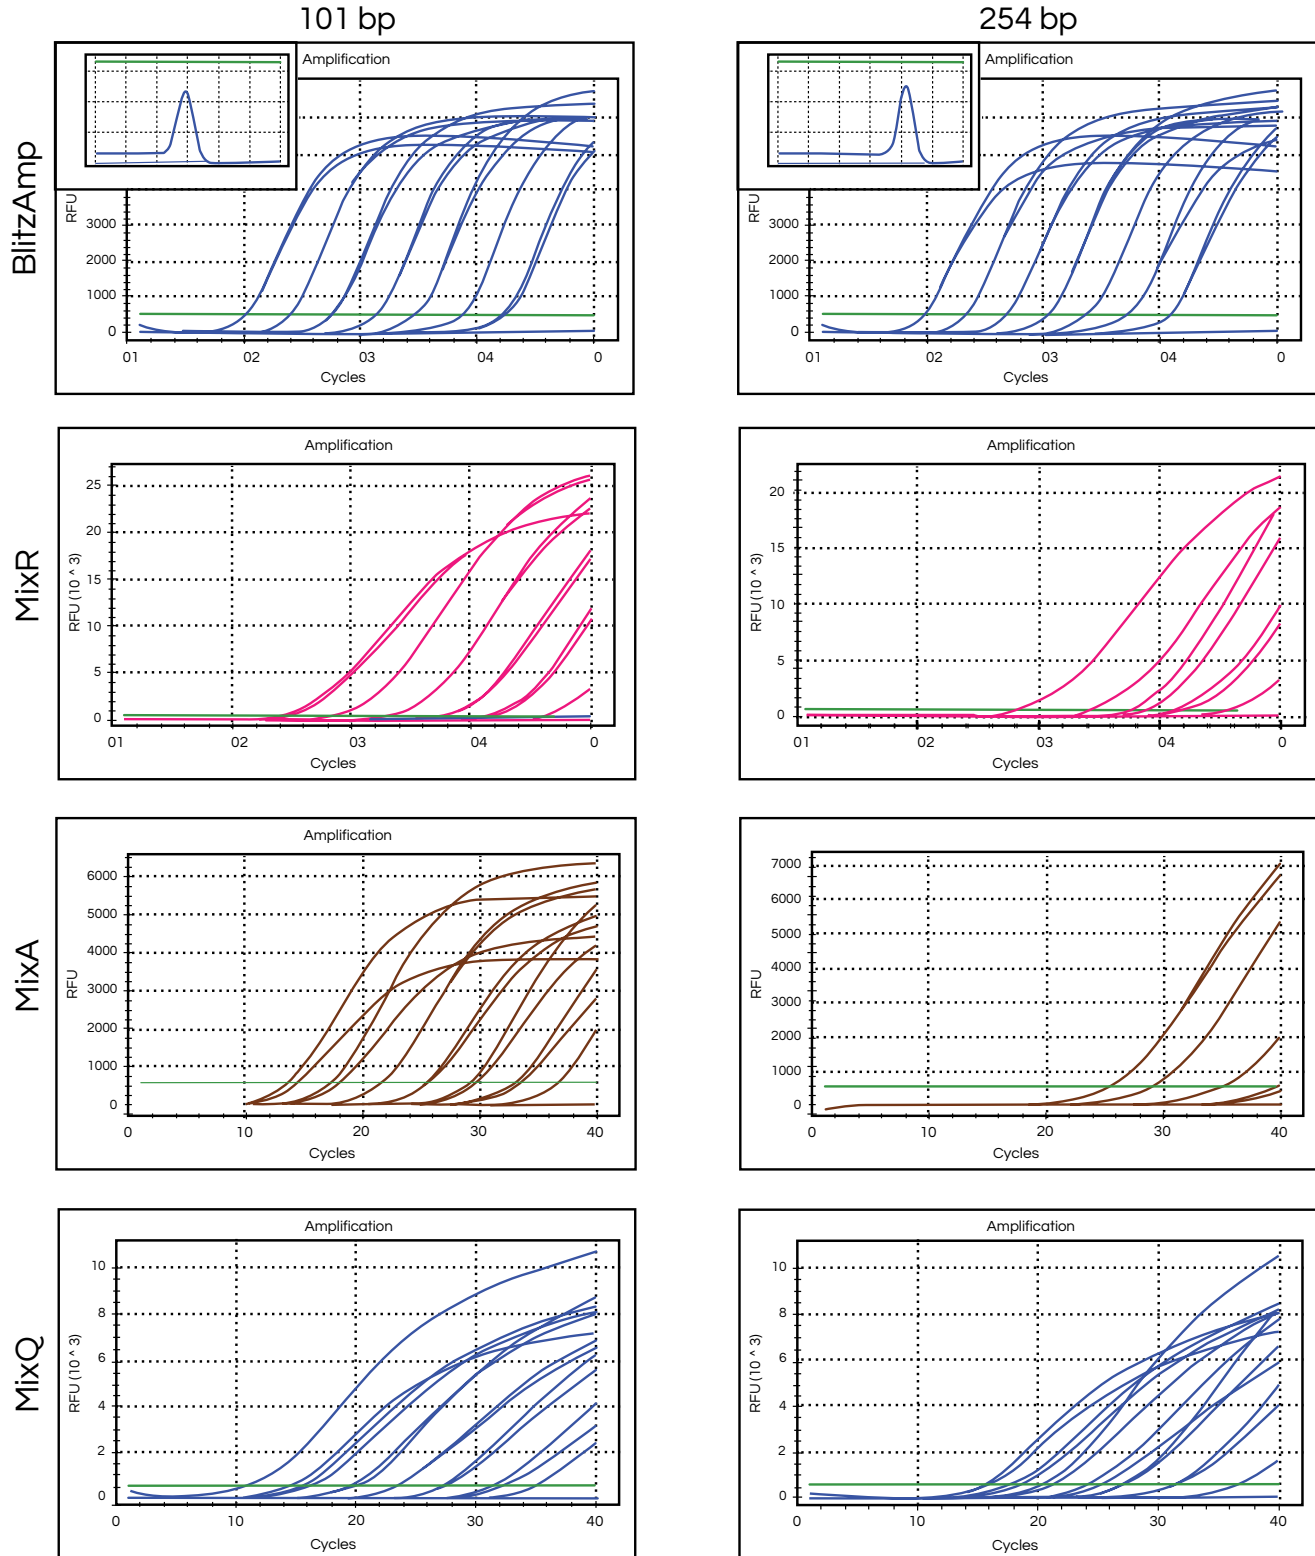 101 bp
254 bp
BlitzAmp
Amplification
RFU
3000
2000
1000
0
01
02
03
04
0
Cycles
Amplification
RFU
3000
2000
1000
0
01
02
03
04
0
Cycles
MixR
Amplification
RFU (10 ^ 3)
25
20
15
10
5
0
01
02
03
04
0
Cycles
Amplification
RFU (10 ^ 3)
20
15
10
5
0
01
02
03
04
0
Cycles
MixA
Amplification
RFU
6000
5000
4000
3000
2000
1000
0
0
10
20
30
40
Cycles
RFU
7000
6000
5000
4000
3000
2000
1000
0
0
10
20
30
40
Cycles
MixQ
Amplification
RFU (10 ^ 3)
10
8
6
4
2
0
0
10
20
30
40
Cycles
Amplification
RFU (10 ^ 3)
10
8
6
4
2
0
0
10
20
30
40
Cycles